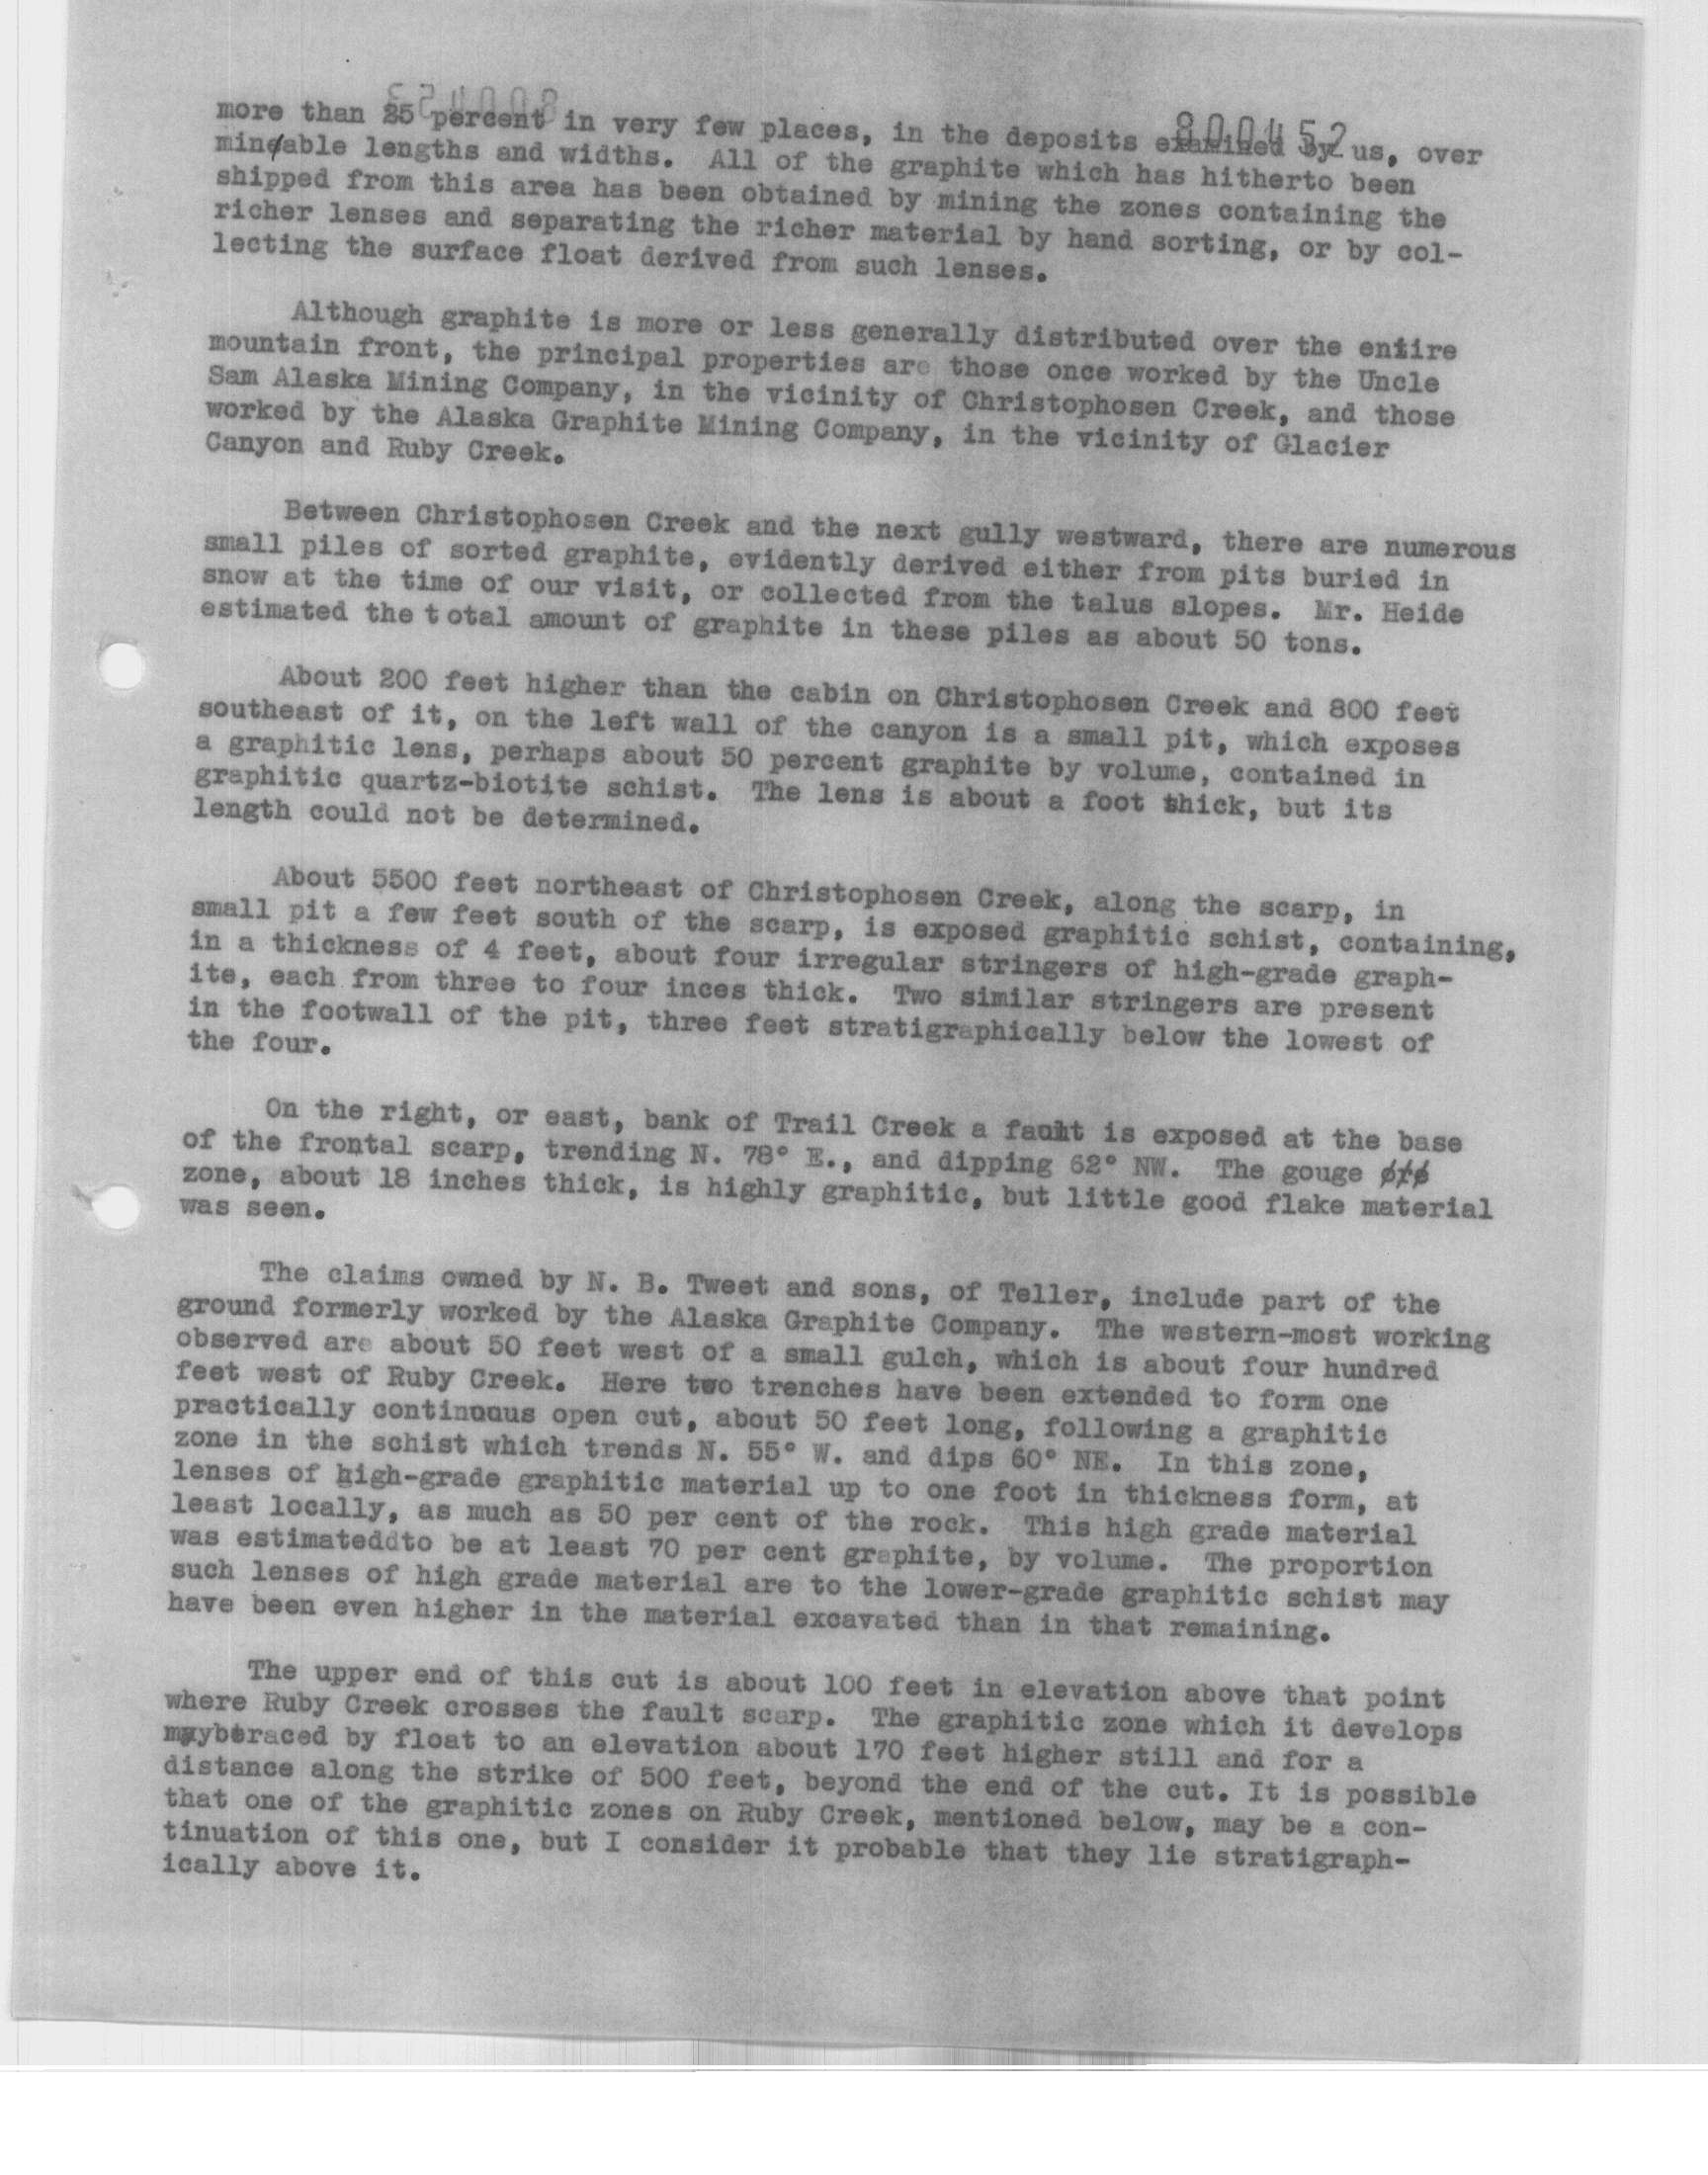 800452
more than 25 percent in very few places, in the deposits examined by us, over
mineable lengths and widths. All of the graphite which has hitherto been
shipped from this area has been obtained by mining the zones containing the
richer lenses and separating the richer material by hand sorting, or by col-
lecting the surface float derived from such lenses.
Although graphite is more or less generally distributed over the entire
mountain front, the principal properties are those once worked by the Uncle
Sam Alaska Mining Company, in the vicinity of Christophosen Creek, and those
worked by the Alaska Graphite Mining Company, in the vicinity of Glacier
Canyon and Ruby Creek.
Between Christophosen Creek and the next gully westward, there are numerous
small piles of sorted graphite, evidently derived either from pits buried in
snow at the time of our visit, or collected from the talus slopes. Mr. Heide
estimated the total amount of graphite in these piles as about 50 tons.
About 200 feet higher than the cabin on Christophosen Creek and 800 feet
southeast of it, on the left wall of the canyon is a small pit, which exposes
a graphitic lens, perhaps about 50 percent graphite by volume, contained in
graphitic quartz-biotite schist. The lens is about a foot thick, but its
length could not be determined.
About 5500 feet northeast of Christophosen Creek, along the scarp, in
small pit a few feet south of the scarp, is exposed graphitic schist, containing,
in a thickness of 4 feet, about four irregular stringers of high-grade graph-
ite, each from three to four inces thick. Two similar stringers are present
in the footwall of the pit, three feet stratigraphically below the lowest of
the four.
On the right, or east, bank of Trail Creek a fault is exposed at the base
of the frontal scarp, trending N. 78° E., and dipping 62° NW. The gouge
zone, about 18 inches thick, is highly graphitic, but little good flake material
was seen.
The claims owned by N. B. Tweet and sons, of Teller, include part of the
ground formerly worked by the Alaska Graphite Company. The western-most working
observed are about 50 feet west of a small gulch, which is about four hundred
feet west of Ruby Creek. Here two trenches have been extended to form one
practically continuous open cut, about 50 feet long, following a graphitic
zone in the schist which trends N. 55° W. and dips 60° NE. In this zone,
lenses of high-grade graphitic material up to one foot in thickness form, at
least locally, as much as 50 per cent of the rock. This high grade material
was estimateddto be at least 70 per cent graphite, by volume. The proportion
such lenses of high grade material are to the lower-grade graphitic schist may
have been even higher in the material excavated than in that remaining.
The upper end of this cut is about 100 feet in elevation above that point
where Ruby Creek crosses the fault scarp. The graphitic zone which it develops
maybtraced by float to an elevation about 170 feet higher still and for a
distance along the strike of 500 feet, beyond the end of the cut. It is possible
that one of the graphitic zones on Ruby Creek, mentioned below, may be a con-
tinuation of this one, but I consider it probable that they lie stratigraph-
ically above it.